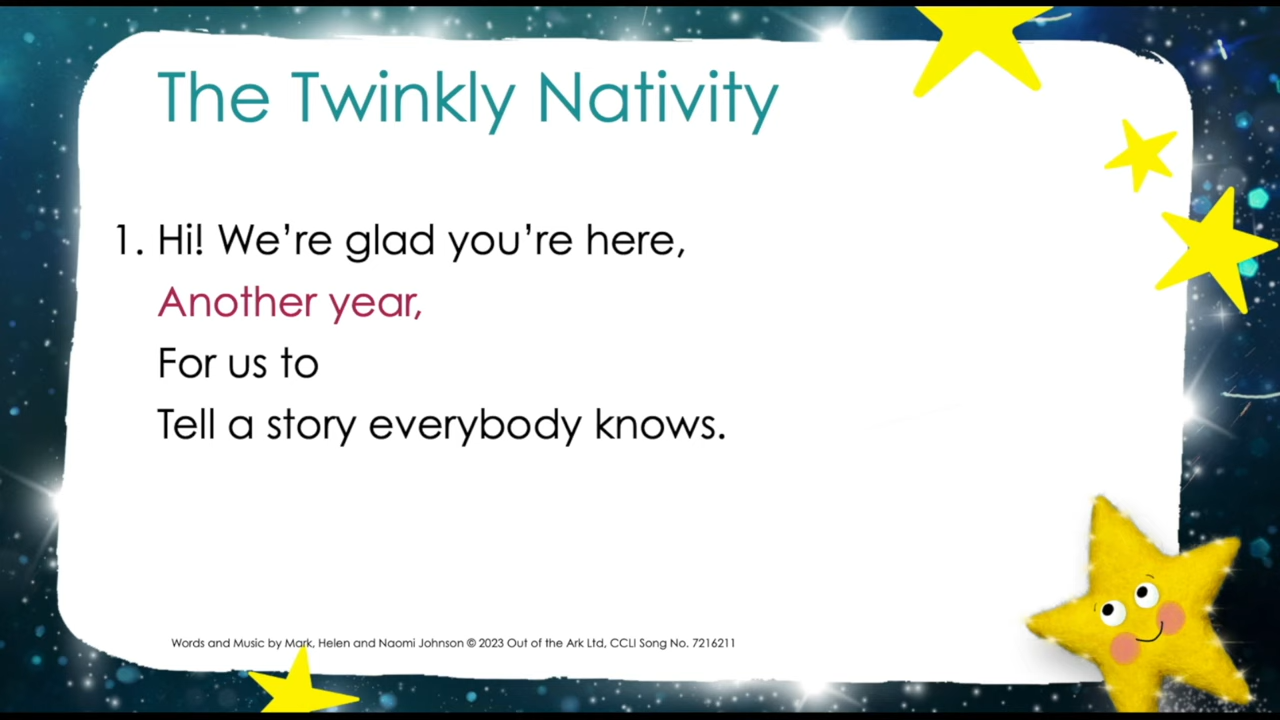 The Twinkly Nativity
1. Hi! We’re glad you’re here,
Another year,
For us to
Tell a story everybody knows.
Words and Music by Mark, Helen and Naomi Johnson © 2023 Out of the Ark Ltd, CCLI Song No. 7216211